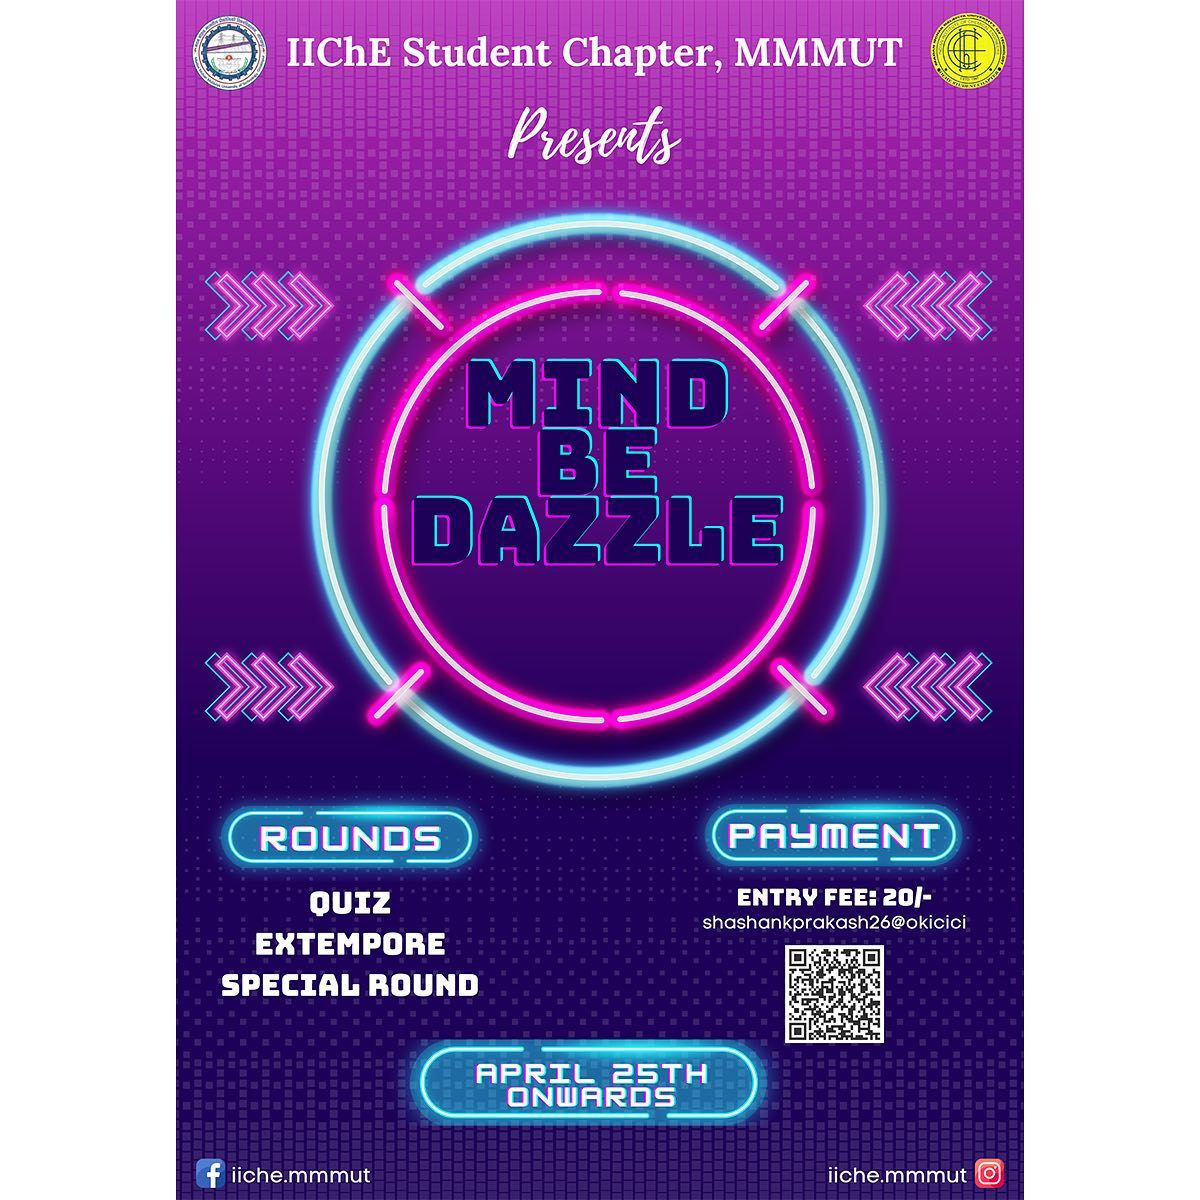 IIChE Student Chapter, MMMUT
Presents
MIND
BE
DAZZLE
ROUNDS
QUIZ
EXTEMPORE
SPECIAL ROUND
PAYMENT
ENTRY FEE: 20/-
shashankprakash26@okicici
APRIL 25TH
ONWARDS
iiche.mmmut
iiche.mmmut